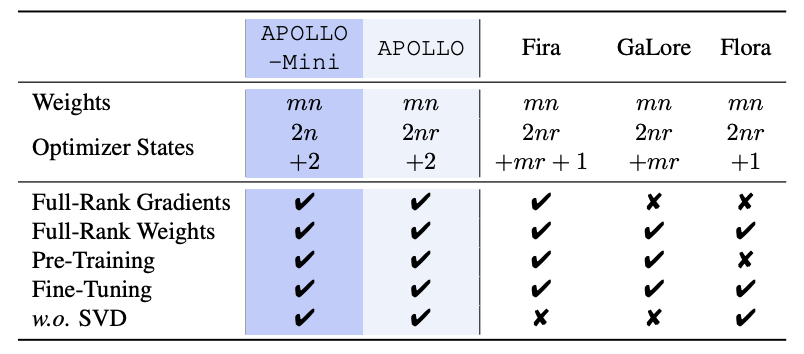 APOLLO-Mini APOLLO Fira GaLore Flora
Weights mn mn mn mn mn
Optimizer States 2n+2 2nr+2 2nr+mr+1 2nr+mr 2nr+1
Full-Rank Gradients ✔ ✔ ✔ ✘ ✘
Full-Rank Weights ✔ ✔ ✔ ✔ ✔
Pre-Training ✔ ✔ ✔ ✔ ✘
Fine-Tuning ✔ ✔ ✔ ✔ ✔
w.o. SVD ✔ ✔ ✘ ✘ ✔